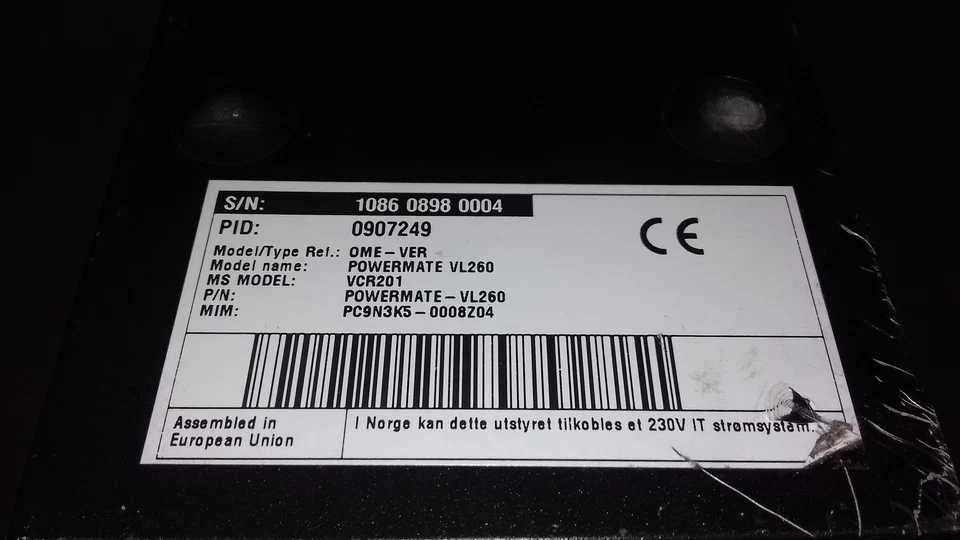 S/N: 1086 0898 0004
PID: 0907249
CE
Model/Type Ref.: OME-VER
Model name: POWERMATE VL260
MS MODEL: VCR201
P/N: POWERMATE-VL260
MIM: PC9N3K5-0008Z04
Assembled in
European Union
I Norge kan dette utstyret tilkobles et 230V IT strømsystem.